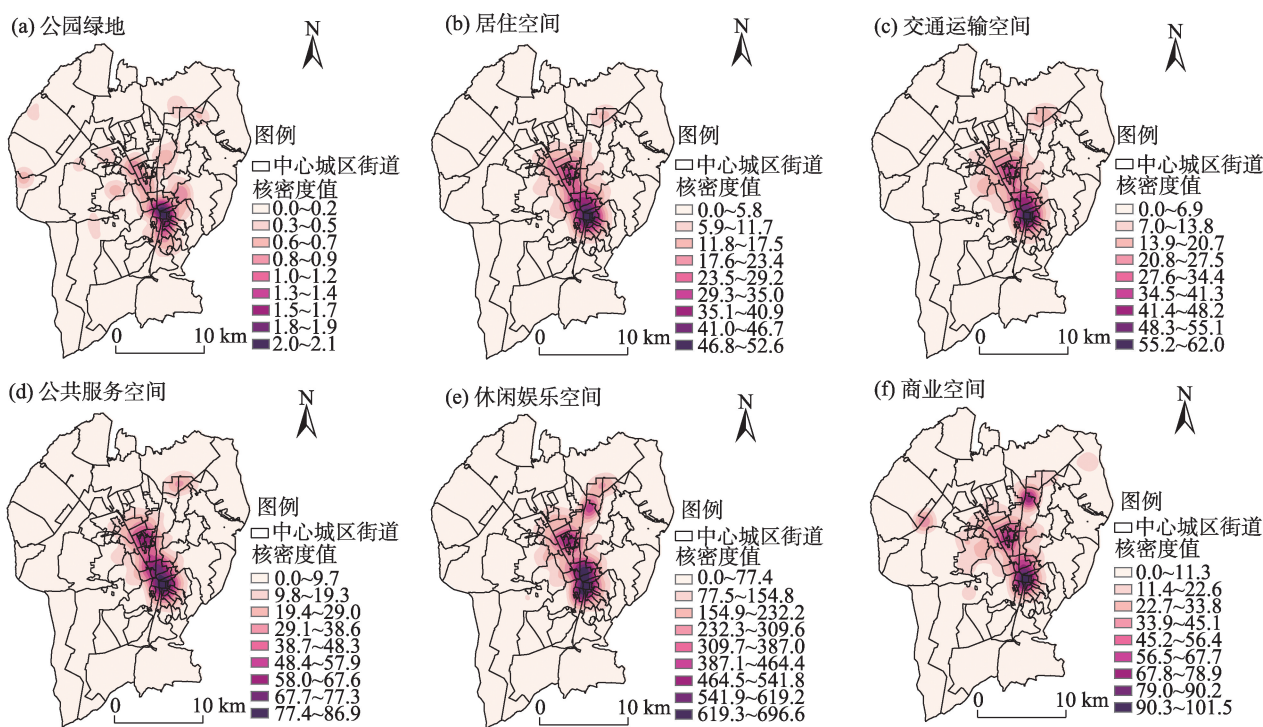 (a) 公园绿地
N
图例
中心城区街道
核密度值
0.0~0.2
0.3~0.5
0.6~0.7
0.8~0.9
1.0~1.2
1.3~1.4
1.5~1.7
1.8~1.9
2.0~2.1
0 10 km
(b) 居住空间
N
图例
中心城区街道
核密度值
0.0~5.8
5.9~11.7
11.8~17.5
17.6~23.4
23.5~29.2
29.3~35.0
35.1~40.9
41.0~46.7
46.8~52.6
0 10 km
(c) 交通运输空间
N
图例
中心城区街道
核密度值
0.0~6.9
7.0~13.8
13.9~20.7
20.8~27.5
27.6~34.4
34.5~41.3
41.4~48.2
48.3~55.1
55.2~62.0
0 10 km
(d) 公共服务空间
N
图例
中心城区街道
核密度值
0.0~9.7
9.8~19.3
19.4~29.0
29.1~38.6
38.7~48.3
48.4~57.9
58.0~67.6
67.7~77.3
77.4~86.9
0 10 km
(e) 休闲娱乐空间
N
图例
中心城区街道
核密度值
0.0~77.4
77.5~154.8
154.9~232.2
232.3~309.6
309.7~387.0
387.1~464.4
464.5~541.8
541.9~619.2
619.3~696.6
0 10 km
(f) 商业空间
N
图例
中心城区街道
核密度值
0.0~11.3
11.4~22.6
22.7~33.8
33.9~45.1
45.2~56.4
56.5~67.7
67.8~78.9
79.0~90.2
90.3~101.5
0 10 km